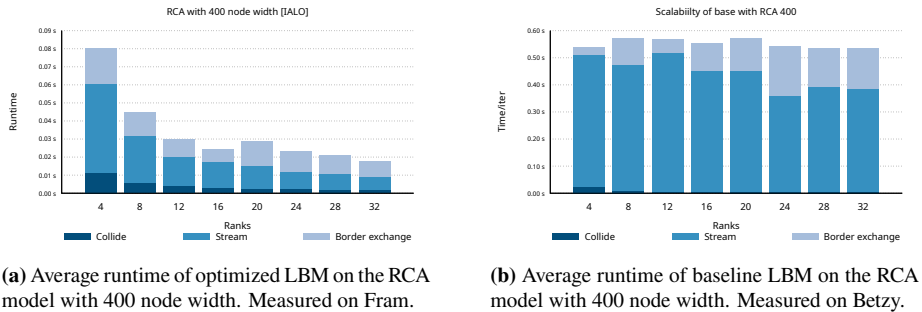 RCA with 400 node width [IALO]
0.09 s
0.08 s
0.07 s
0.06 s
0.05 s
0.04 s
0.03 s
0.02 s
0.01 s
0.00 s
Runtime
4 8 12 16 20 24 28 32
Ranks
Collide Stream Border exchange
(a) Average runtime of optimized LBM on the RCA
model with 400 node width. Measured on Fram.
Scalabiilty of base with RCA 400
0.60 s
0.50 s
0.40 s
0.30 s
0.20 s
0.10 s
0.00 s
Time/iter
4 8 12 16 20 24 28 32
Ranks
Collide Stream Border exchange
(b) Average runtime of baseline LBM on the RCA
model with 400 node width. Measured on Betzy.